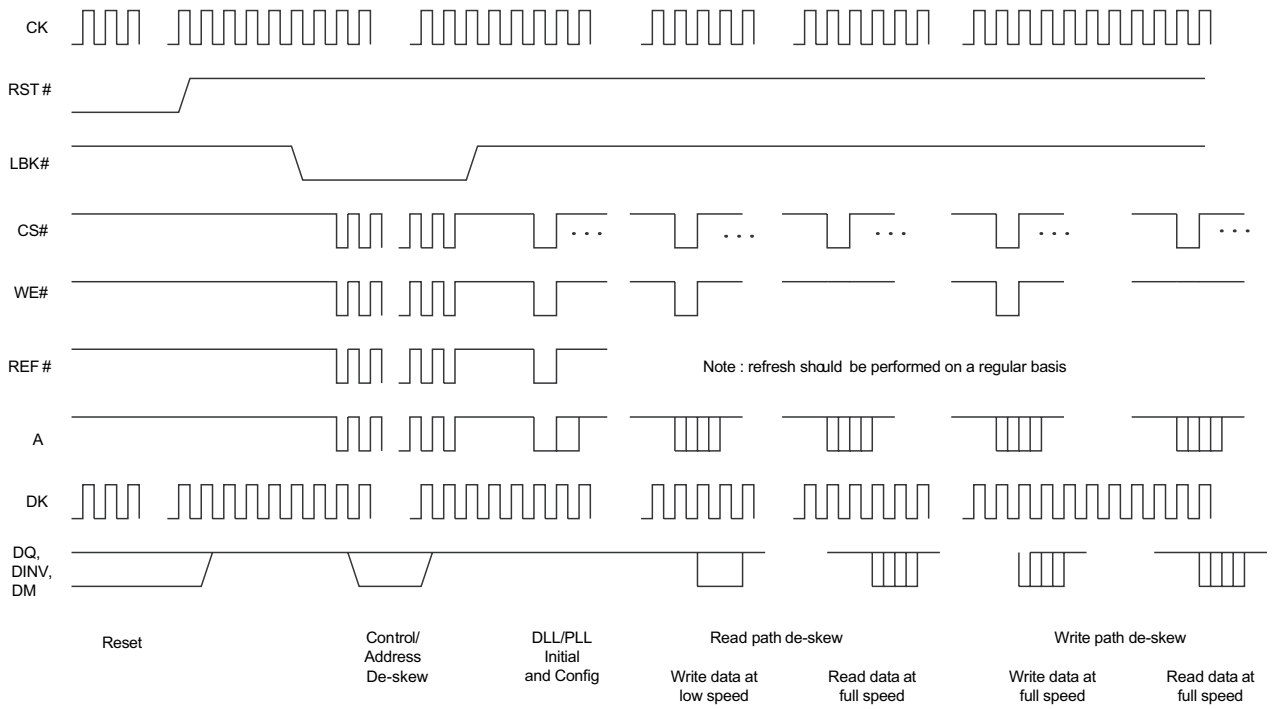 CK
RST #
LBK#
CS#
. . .
. . .
. . .
. . .
. . .
WE#
REF #
Note : refresh should be performed on a regular basis
A
DK
DQ,
DINV,
DM
Reset
Control/
Address
De-skew
DLL/PLL
Initial
and Config
Read path de-skew
Write data at
low speed
Read data at
full speed
Write path de-skew
Write data at
full speed
Read data at
full speed